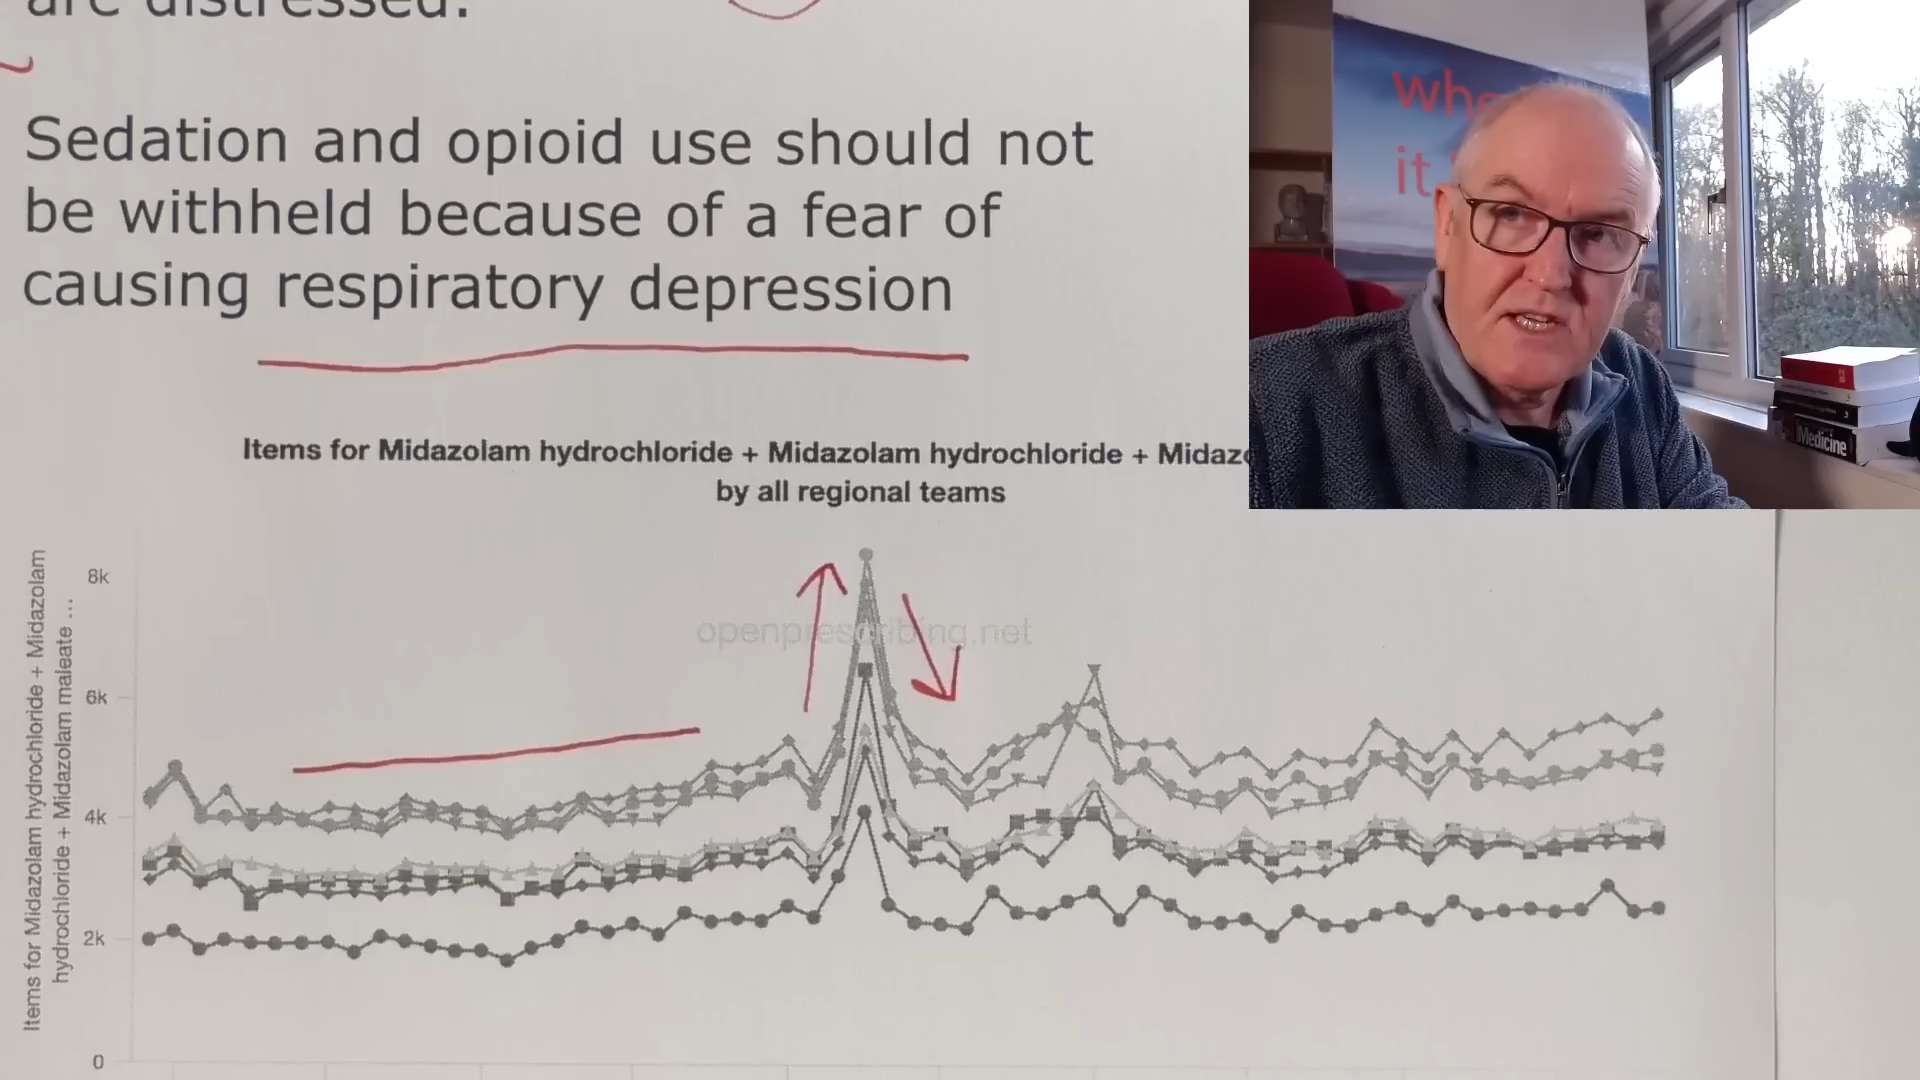 are distressed.
Sedation and opioid use should not
be withheld because of a fear of
causing respiratory depression
Items for Midazolam hydrochloride + Midazolam hydrochloride +
by all regional teams
Items for Midazolam hydrochloride + Midazolam
hydrochloride + Midazolam maleate ...
8k
6k
4k
2k
0
openprescribing.net
it
Medicine